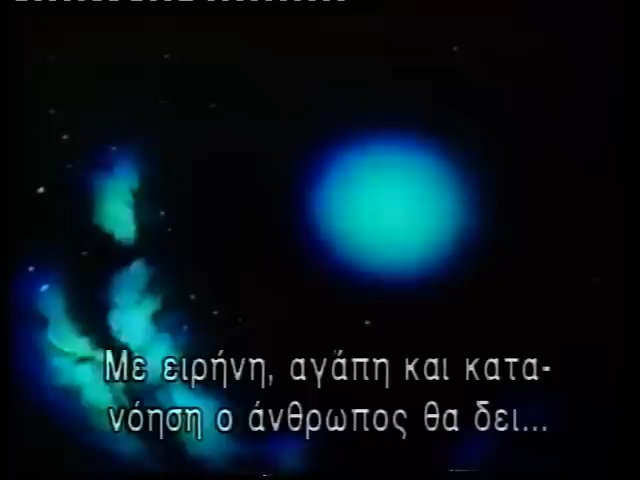 Με ειρήνη, αγάπη και κατα-
νόηση ο άνθρωπος θα δει...